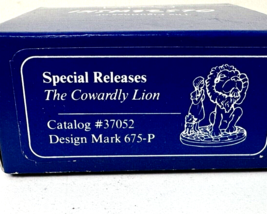 Special Releases
The Cowardly Lion
Catalog #37052
Design Mark 675-P